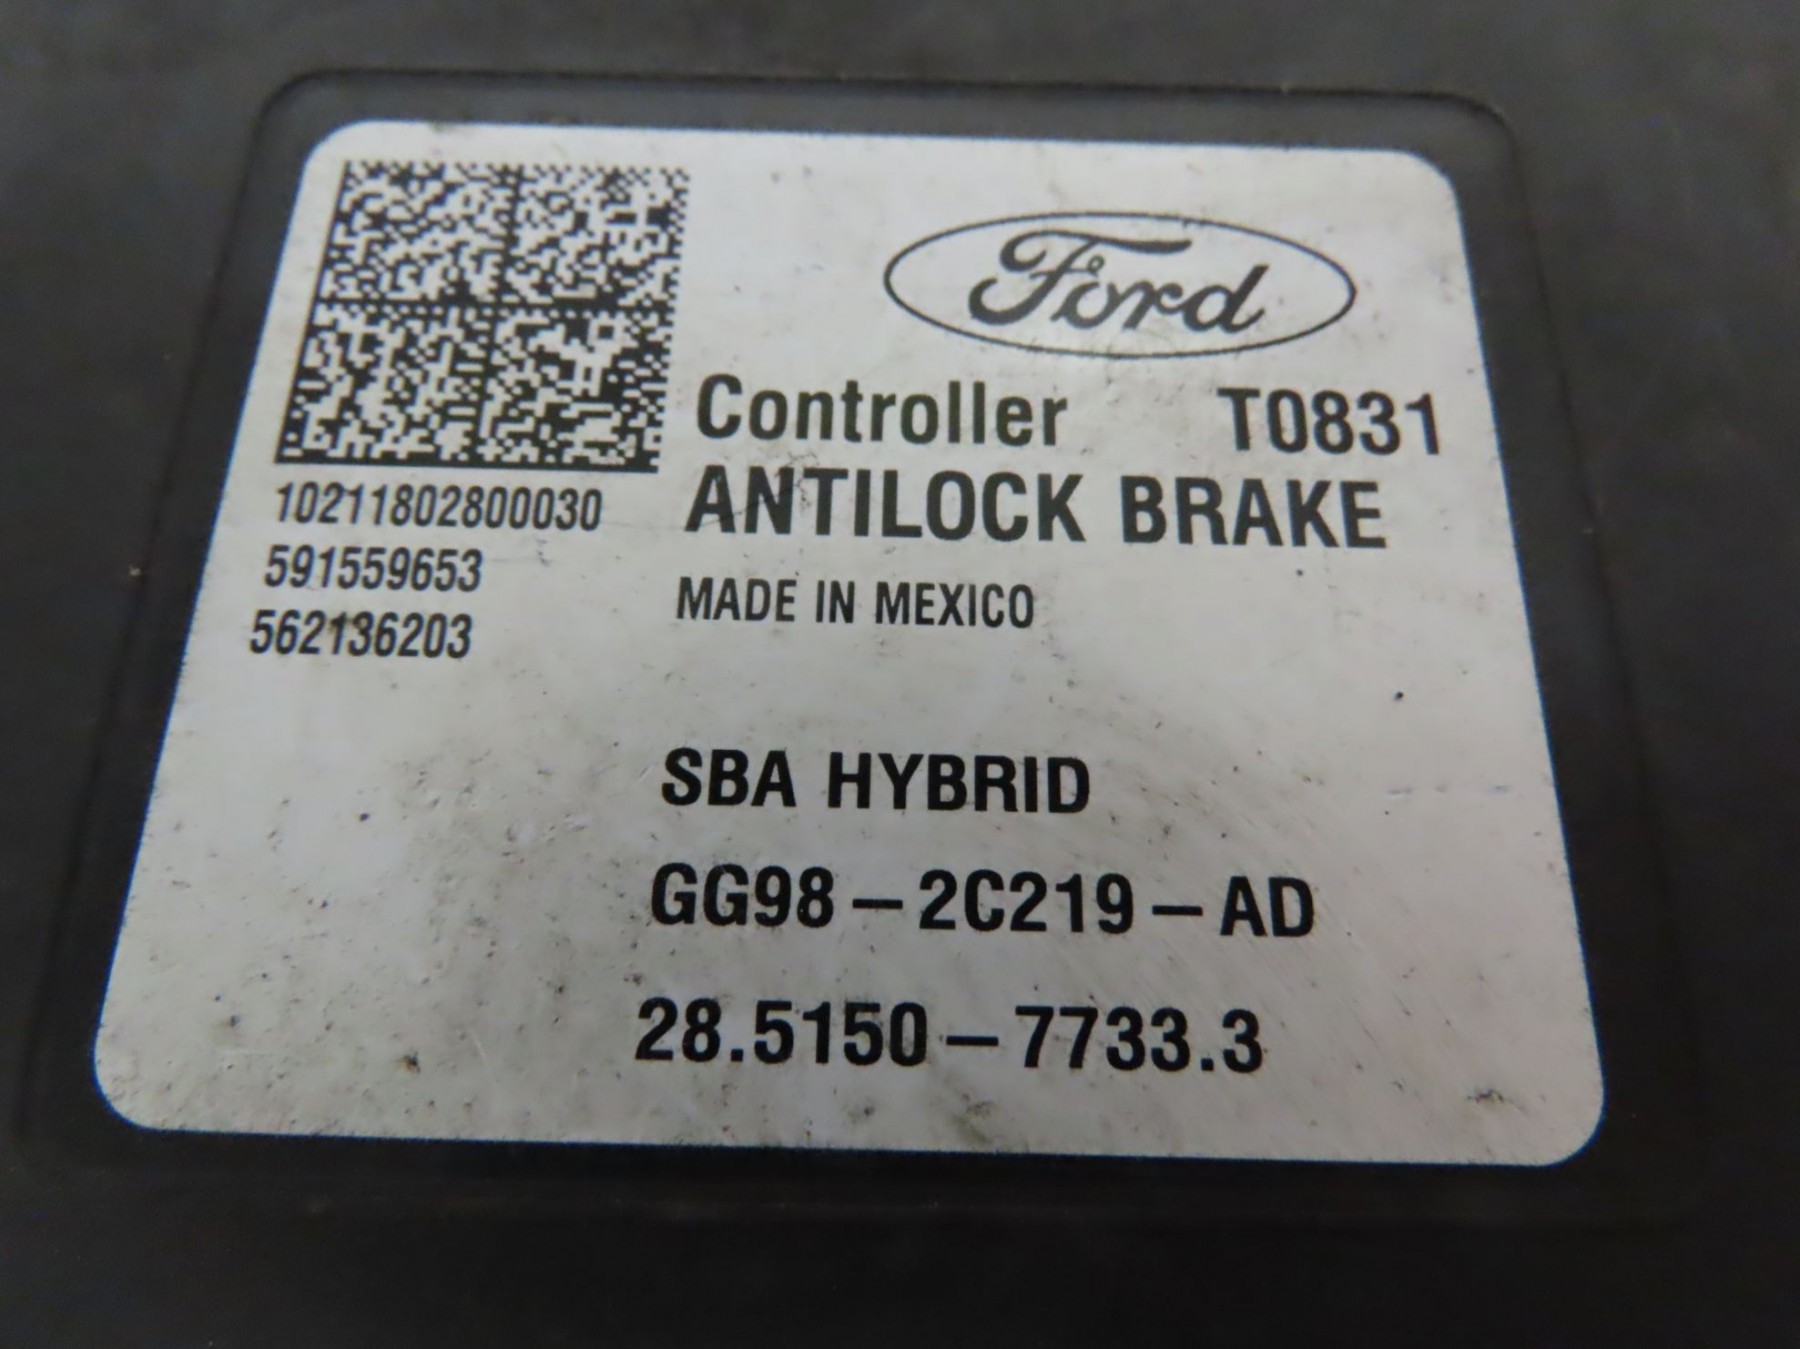 Ford
Controller T0831
ANTILOCK BRAKE
10211802800030
591559653
562136203
MADE IN MEXICO
SBA HYBRID
GG98-2C219-AD
28.5150-7733.3